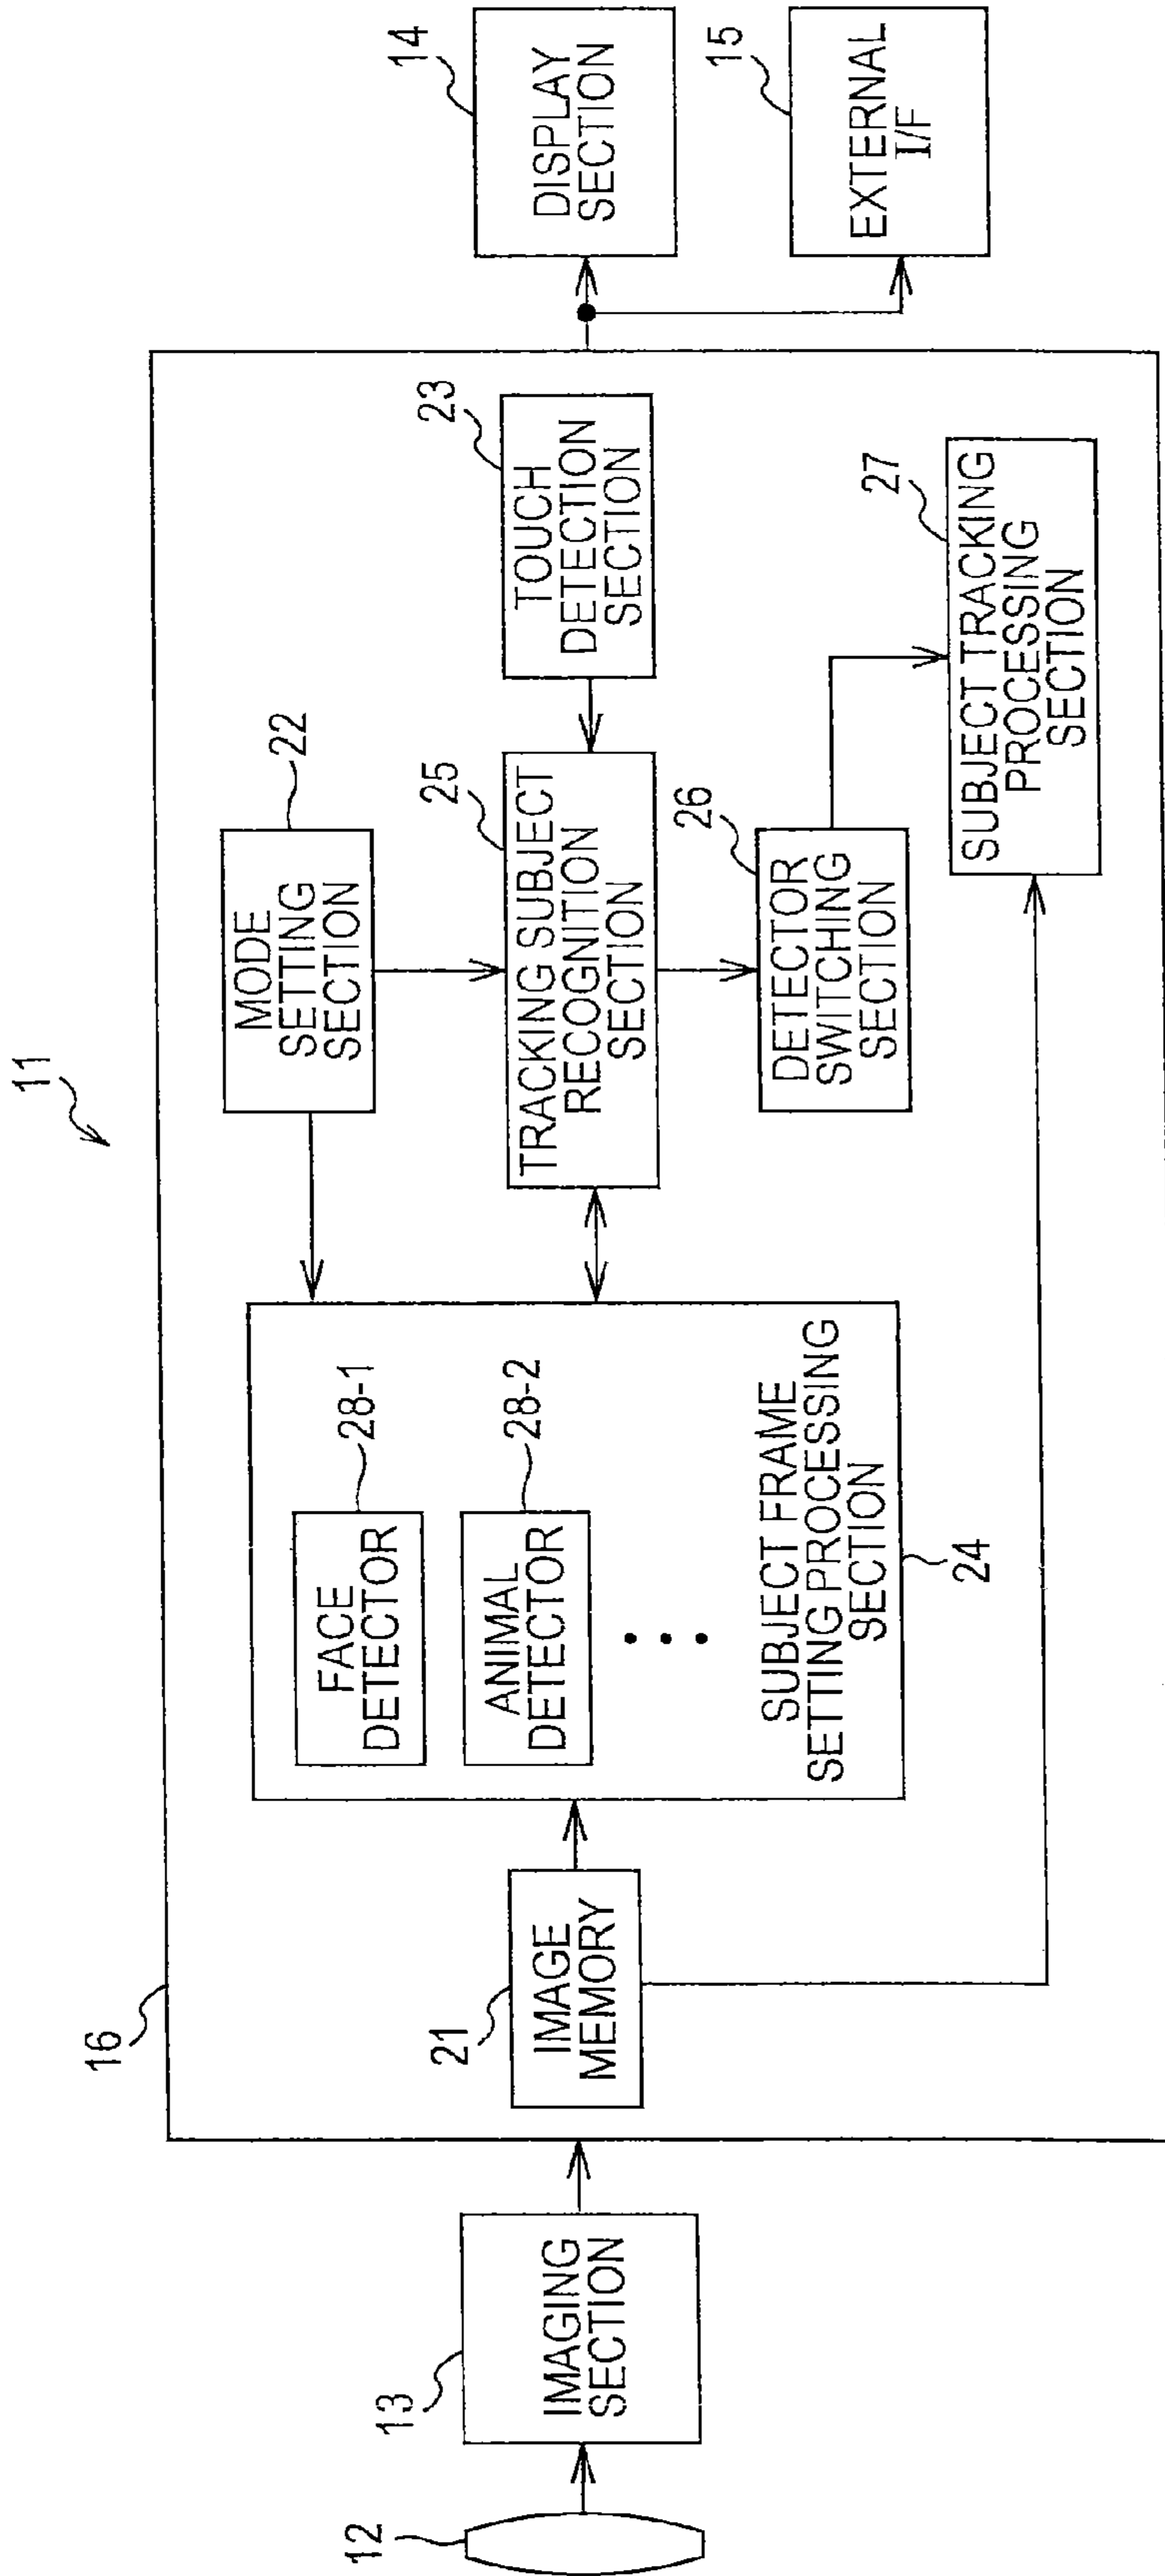 11
12
13
IMAGING
SECTION
16
21
IMAGE
MEMORY
FACE
DETECTOR
28-1
ANIMAL
DETECTOR
28-2
• • •
SUBJECT FRAME
SETTING PROCESSING
SECTION
24
MODE
SETTING
SECTION
22
TRACKING SUBJECT
RECOGNITION
SECTION
25
TOUCH
DETECTION
SECTION
23
DETECTOR
SWITCHING
SECTION
26
SUBJECT TRACKING
PROCESSING
SECTION
27
DISPLAY
SECTION
14
EXTERNAL
I/F
15